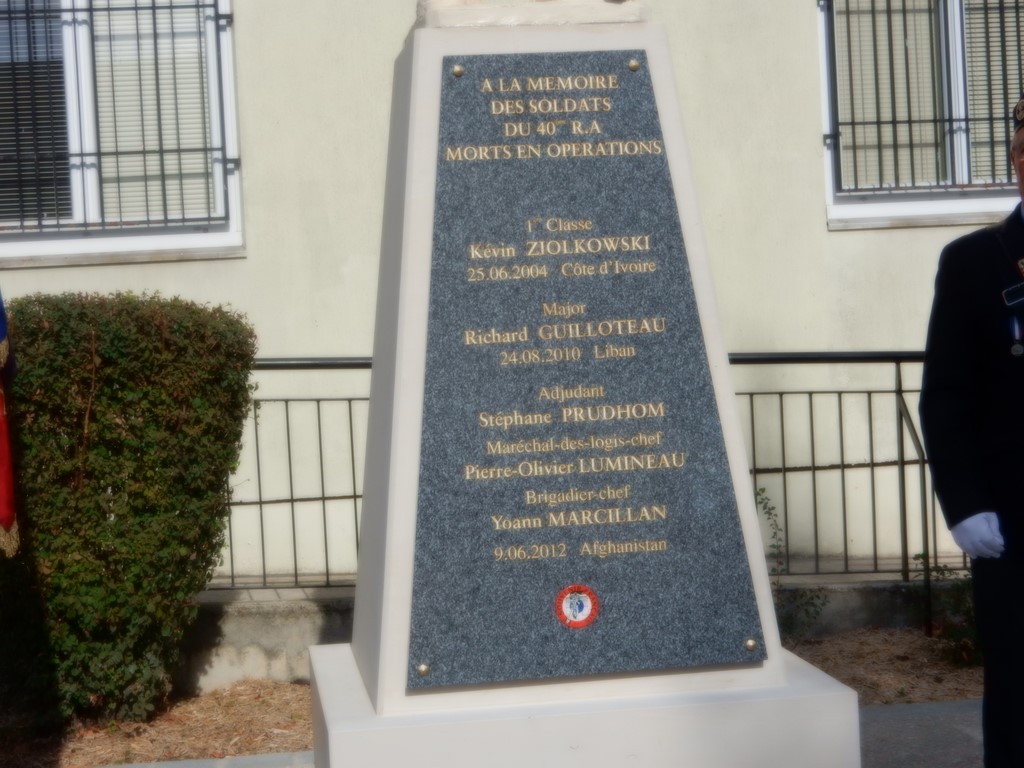 A LA MEMOIRE
DES SOLDATS
DU 40ème R.A
MORTS EN OPERATIONS
1ère Classe
Kévin ZIOLKOWSKI
25.06.2004 Côte d'Ivoire
Major
Richard GUILLOTEAU
24.08.2010 Liban
Adjudant
Stéphane PRUDHOM
Maréchal-des-logis-chef
Pierre-Olivier LUMINEAU
Brigadier-chef
Yoann MARCILLAN
9.06.2012 Afghanistan